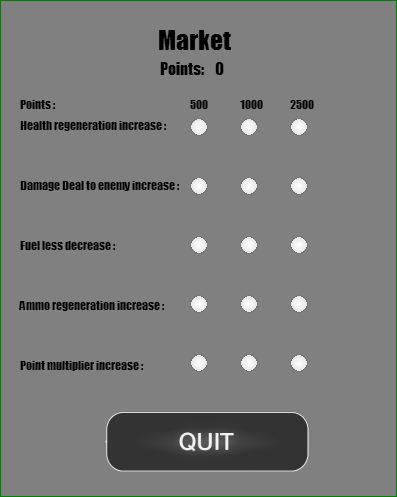 Market
Points: 0
Points : 500 1000 2500
Health regeneration increase :
Damage Deal to enemy increase :
Fuel less decrease :
Ammo regeneration increase :
Point multiplier increase :
QUIT